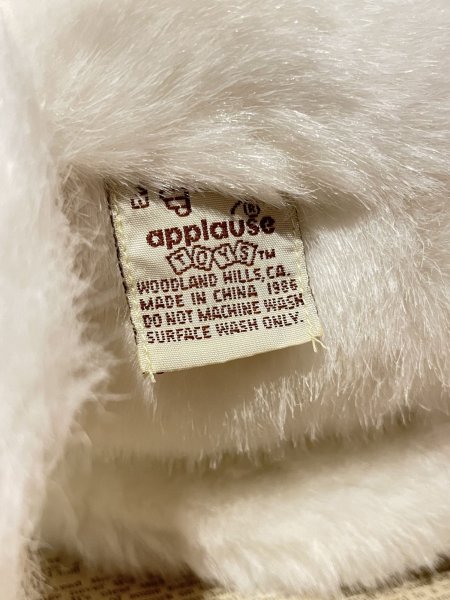 ®
applause
TOYS™
WOODLAND HILLS, CA.
MADE IN CHINA 1986
DO NOT MACHINE WASH
SURFACE WASH ONLY.